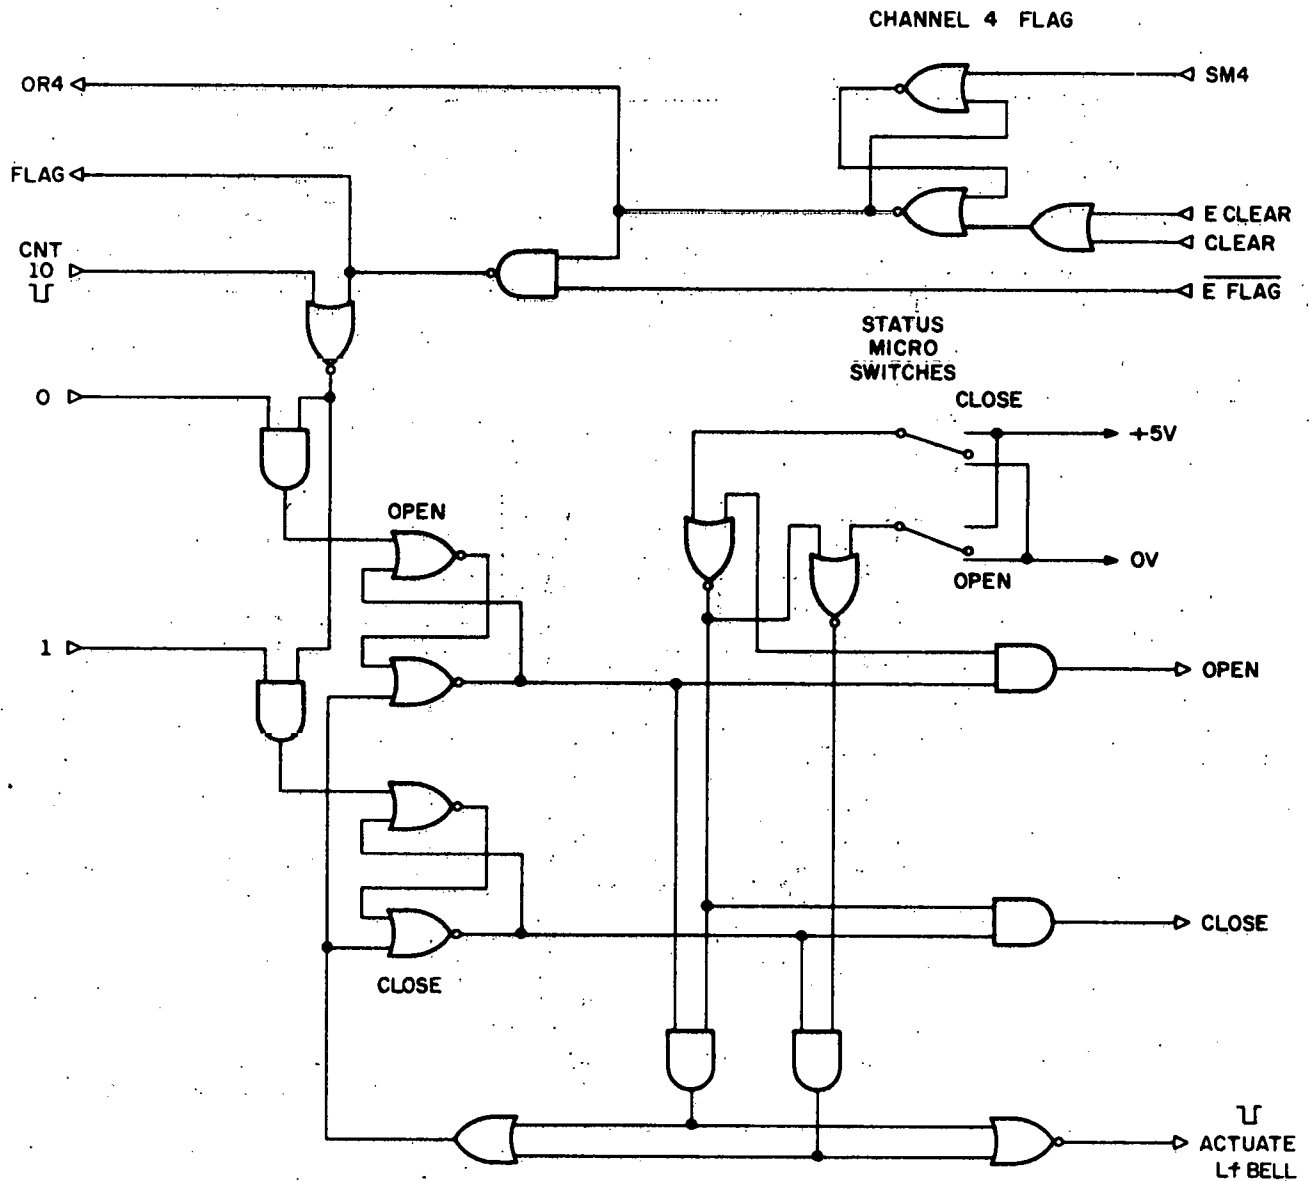 CHANNEL 4 FLAG
OR4
SM4
FLAG
E CLEAR
CLEAR
CNT
10
E FLAG
STATUS
MICRO
SWITCHES
CLOSE
+5V
O
OPEN
OV
OPEN
1
OPEN
CLOSE
CLOSE
ACTUATE
Lf BELL